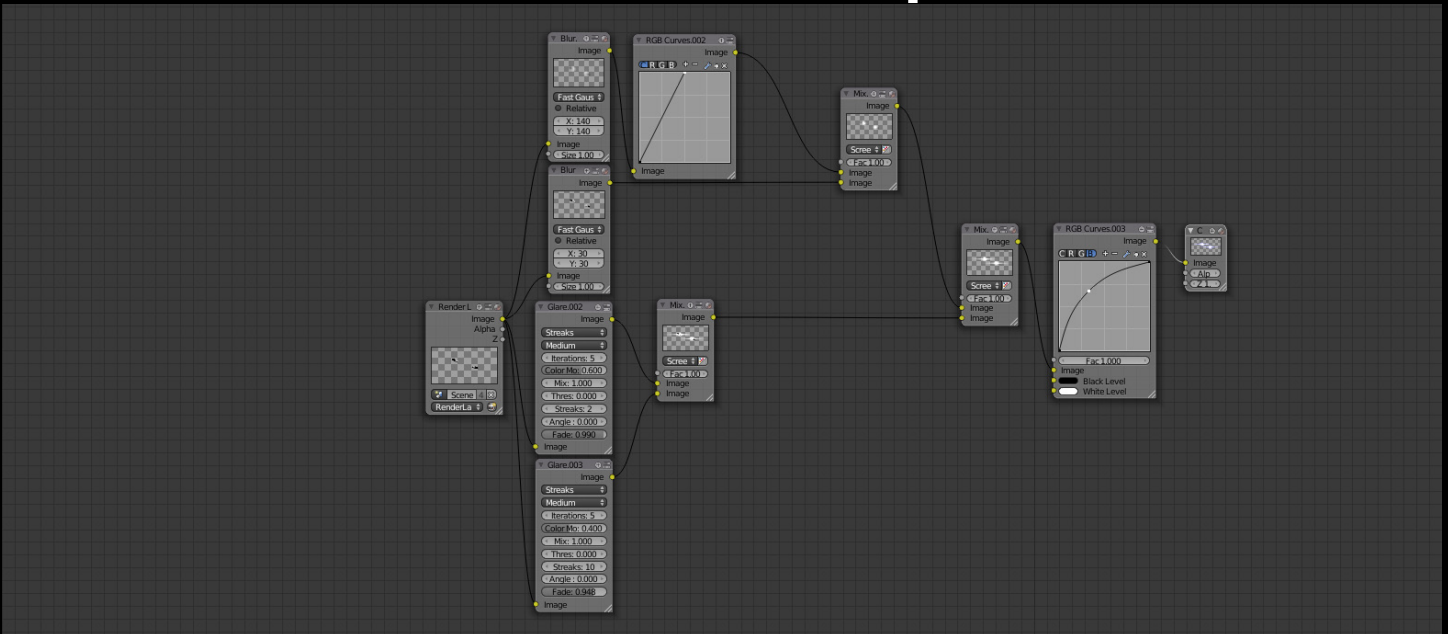 Blur.
Image
Fast Gaus
Relative
X: 140
Y: 140
Image
Size 1.00
RGB Curves.002
Image
C R G B
Image
Mix.
Image
Scree
Fac 1.00
Image
Image
Blur
Image
Fast Gaus
Relative
X: 30
Y: 30
Image
Size 1.00
Mix.
Image
Scree
Fac 1.00
Image
Image
RGB Curves.003
Image
C R G B
Fac 1.000
Image
Black Level
White Level
C
Image
Alp
Z 1.
Render L
Image
Alpha
Z
Scene 4
RenderLa
Glare.002
Image
Streaks
Medium
Iterations: 5
Color Mo: 0.600
Mix: 1.000
Thres: 0.000
Streaks: 2
Angle : 0.000
Fade: 0.990
Image
Mix.
Image
Scree
Fac 1.00
Image
Image
Glare.003
Image
Streaks
Medium
Iterations: 5
Color Mo: 0.400
Mix: 1.000
Thres: 0.000
Streaks: 10
Angle : 0.000
Fade: 0.948
Image